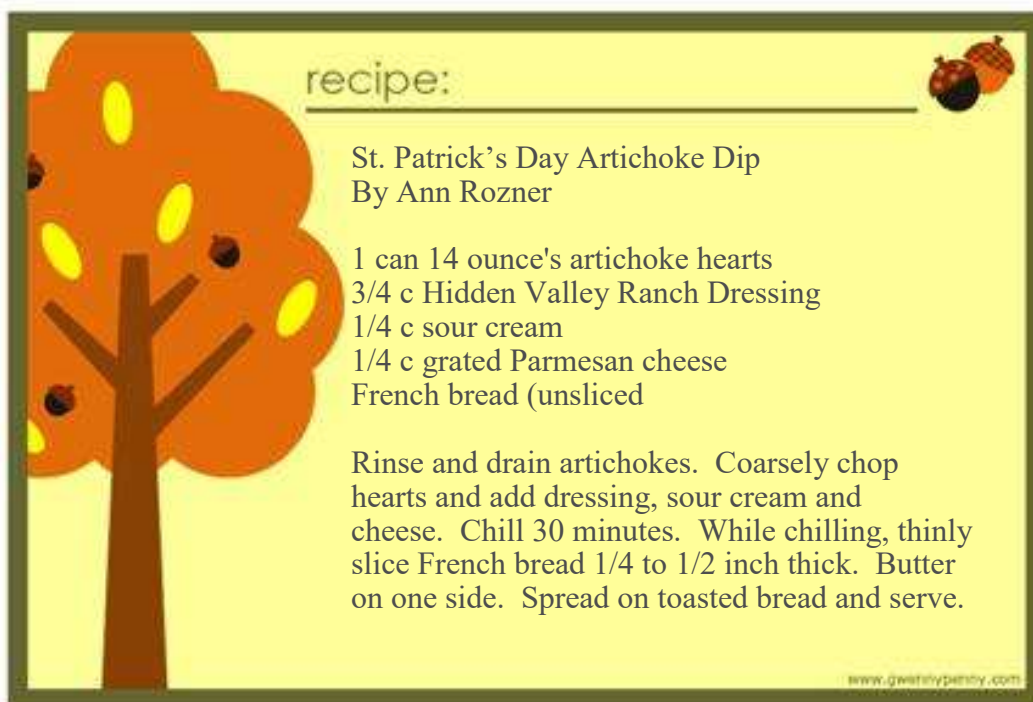 recipe:
St. Patrick’s Day Artichoke Dip
By Ann Rozner
1 can 14 ounce's artichoke hearts
3/4 c Hidden Valley Ranch Dressing
1/4 c sour cream
1/4 c grated Parmesan cheese
French bread (unsliced
Rinse and drain artichokes.  Coarsely chop
hearts and add dressing, sour cream and
cheese.  Chill 30 minutes.  While chilling, thinly
slice French bread 1/4 to 1/2 inch thick.  Butter
on one side.  Spread on toasted bread and serve.
www.gwennypenny.com